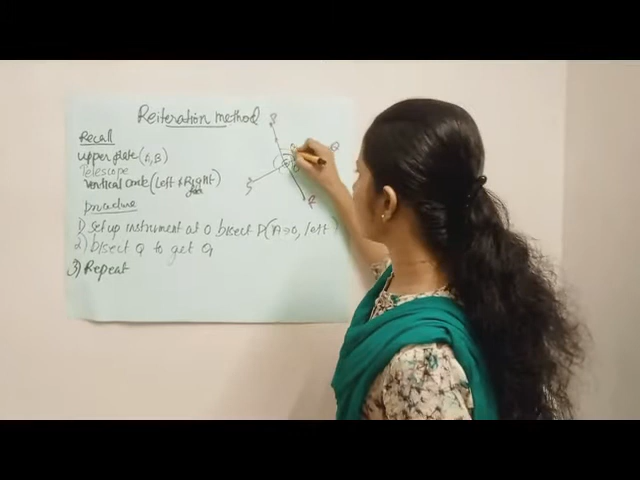 Reiteration method
Recall
upper plate (A, B)
Telescope
Vertical circle (Left & Right)
procedure
1) set up instrument at O bisect P(A→0, left)
2) bisect Q to get θ1
3) Repeat
Q
R
S